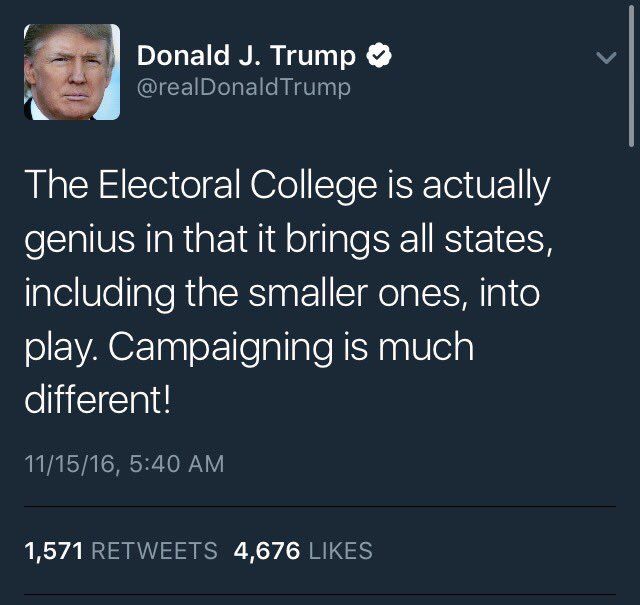 Donald J. Trump
@realDonaldTrump
The Electoral College is actually
genius in that it brings all states,
including the smaller ones, into
play. Campaigning is much
different!
11/15/16, 5:40 AM
1,571 RETWEETS 4,676 LIKES